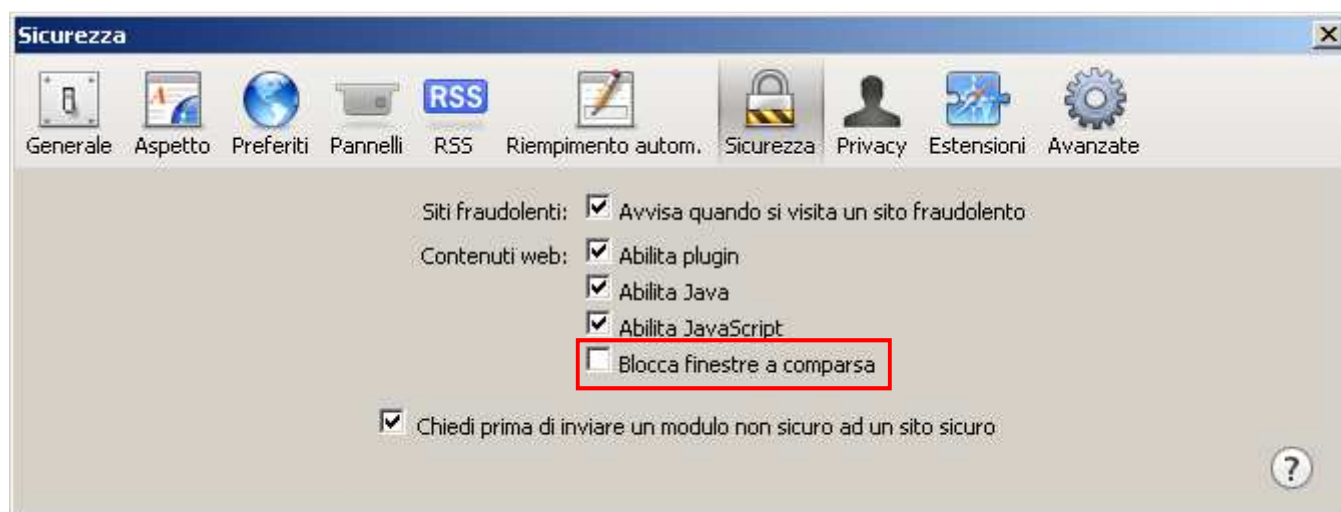 Sicurezza
RSS
Generale Aspetto Preferiti Pannelli RSS Riempimento autom. Sicurezza Privacy Estensioni Avanzate
Siti fraudolenti: Avvisa quando si visita un sito fraudolento
Contenuti web: Abilita plugin
Abilita Java
Abilita JavaScript
Blocca finestre a comparsa
Chiedi prima di inviare un modulo non sicuro ad un sito sicuro
?